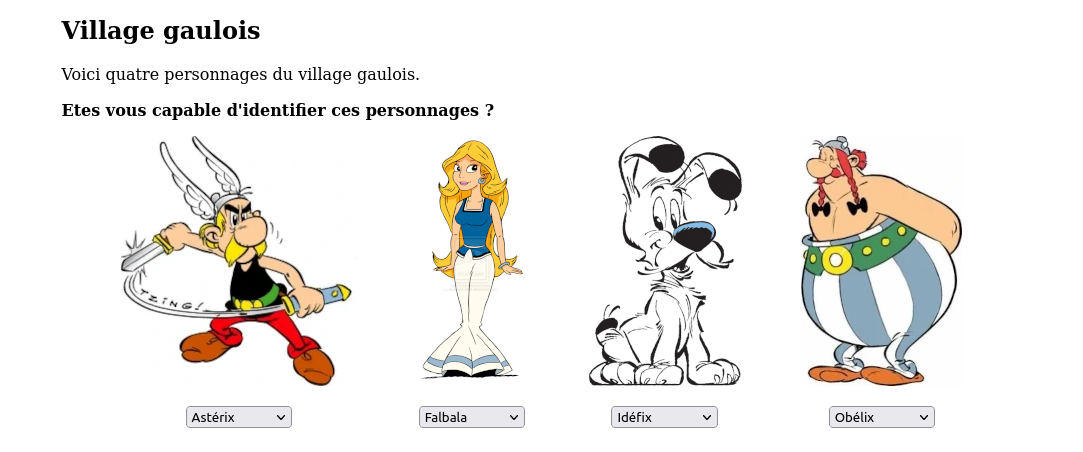 Village gaulois
Voici quatre personnages du village gaulois.
Etes vous capable d'identifier ces personnages ?
TZING!
Astérix
Falbala
Idéfix
Obélix